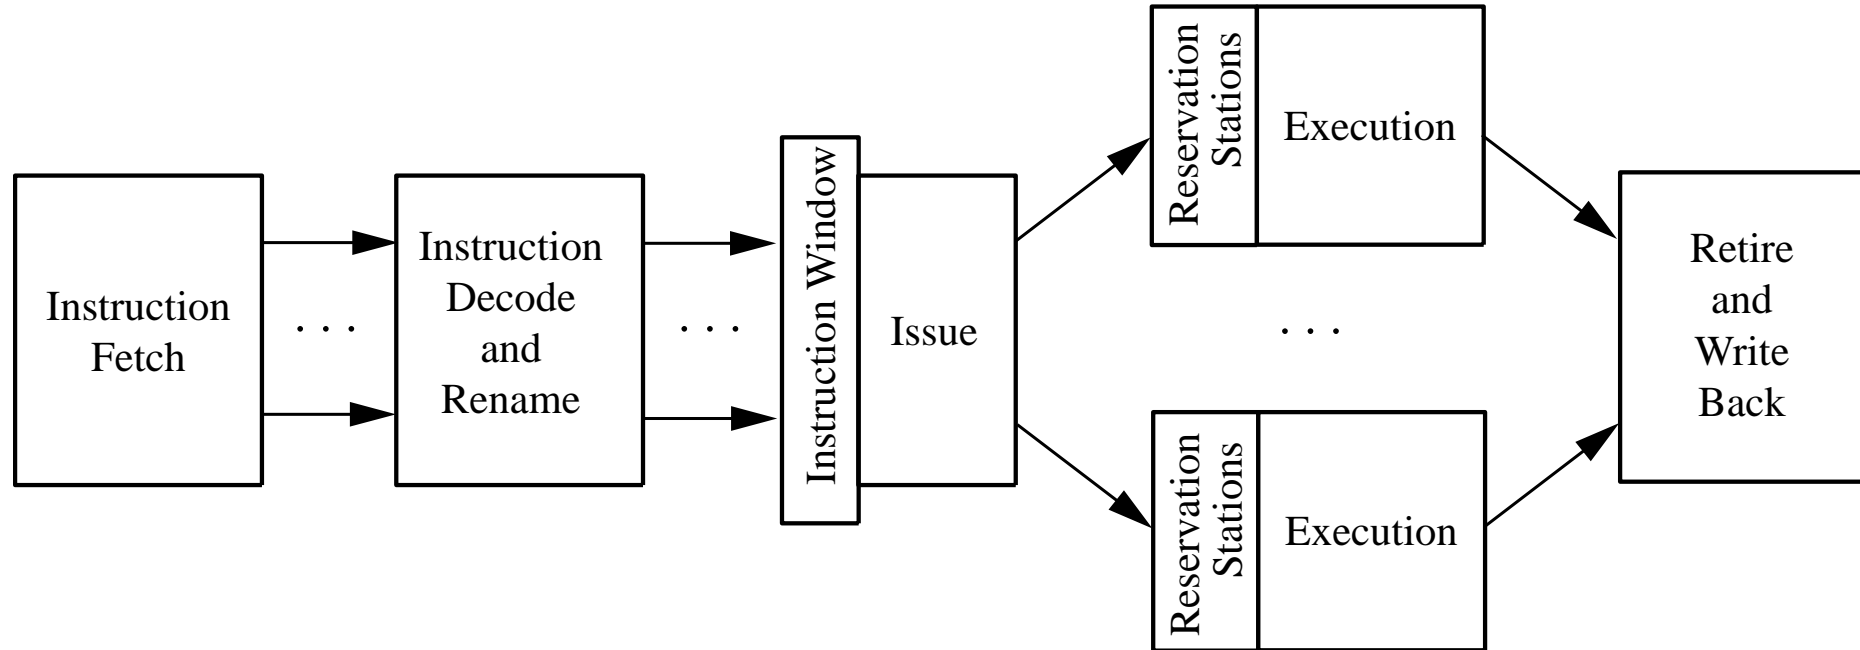 Instruction
Fetch
. . .
Instruction
Decode
and
Rename
. . .
Instruction Window
Issue
Reservation
Stations
Execution
. . .
Reservation
Stations
Execution
Retire
and
Write
Back